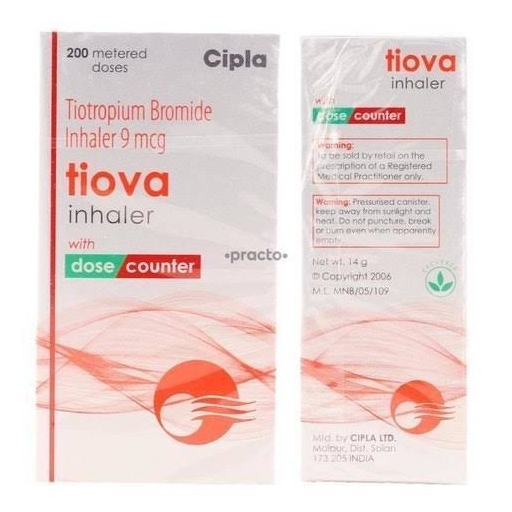 200 metered
doses
Cipla
Tiotropium Bromide
Inhaler 9 mcg
tiova
inhaler
with
dose counter
•practo•
tiova
inhaler
with
dose counter
Warning:
To be sold by retail on the
prescription of a Registered
Medical Practitioner only.
Warning: Pressurised canister,
keep away from sunlight and
heat. Do not puncture, break
or burn even when apparently
empty.
Net wt. 14 g
© Copyright 2006
M.L. MNB/05/109
Mfd. by CIPLA LTD.
Malpur, Dist. Solan
173 205 INDIA